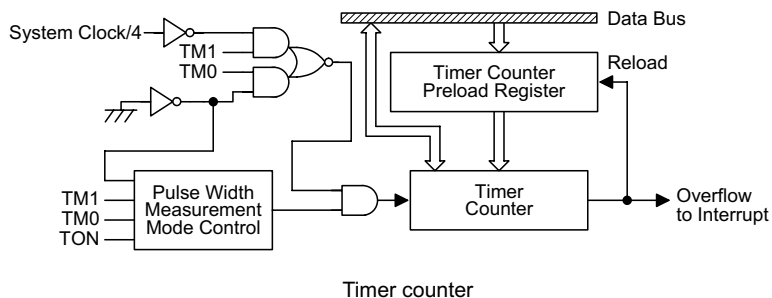 System Clock/4
TM1
TM0
Data Bus
Timer Counter
Preload Register
Reload
TM1
TM0
TON
Pulse Width
Measurement
Mode Control
Timer
Counter
Overflow
to Interrupt
Timer counter